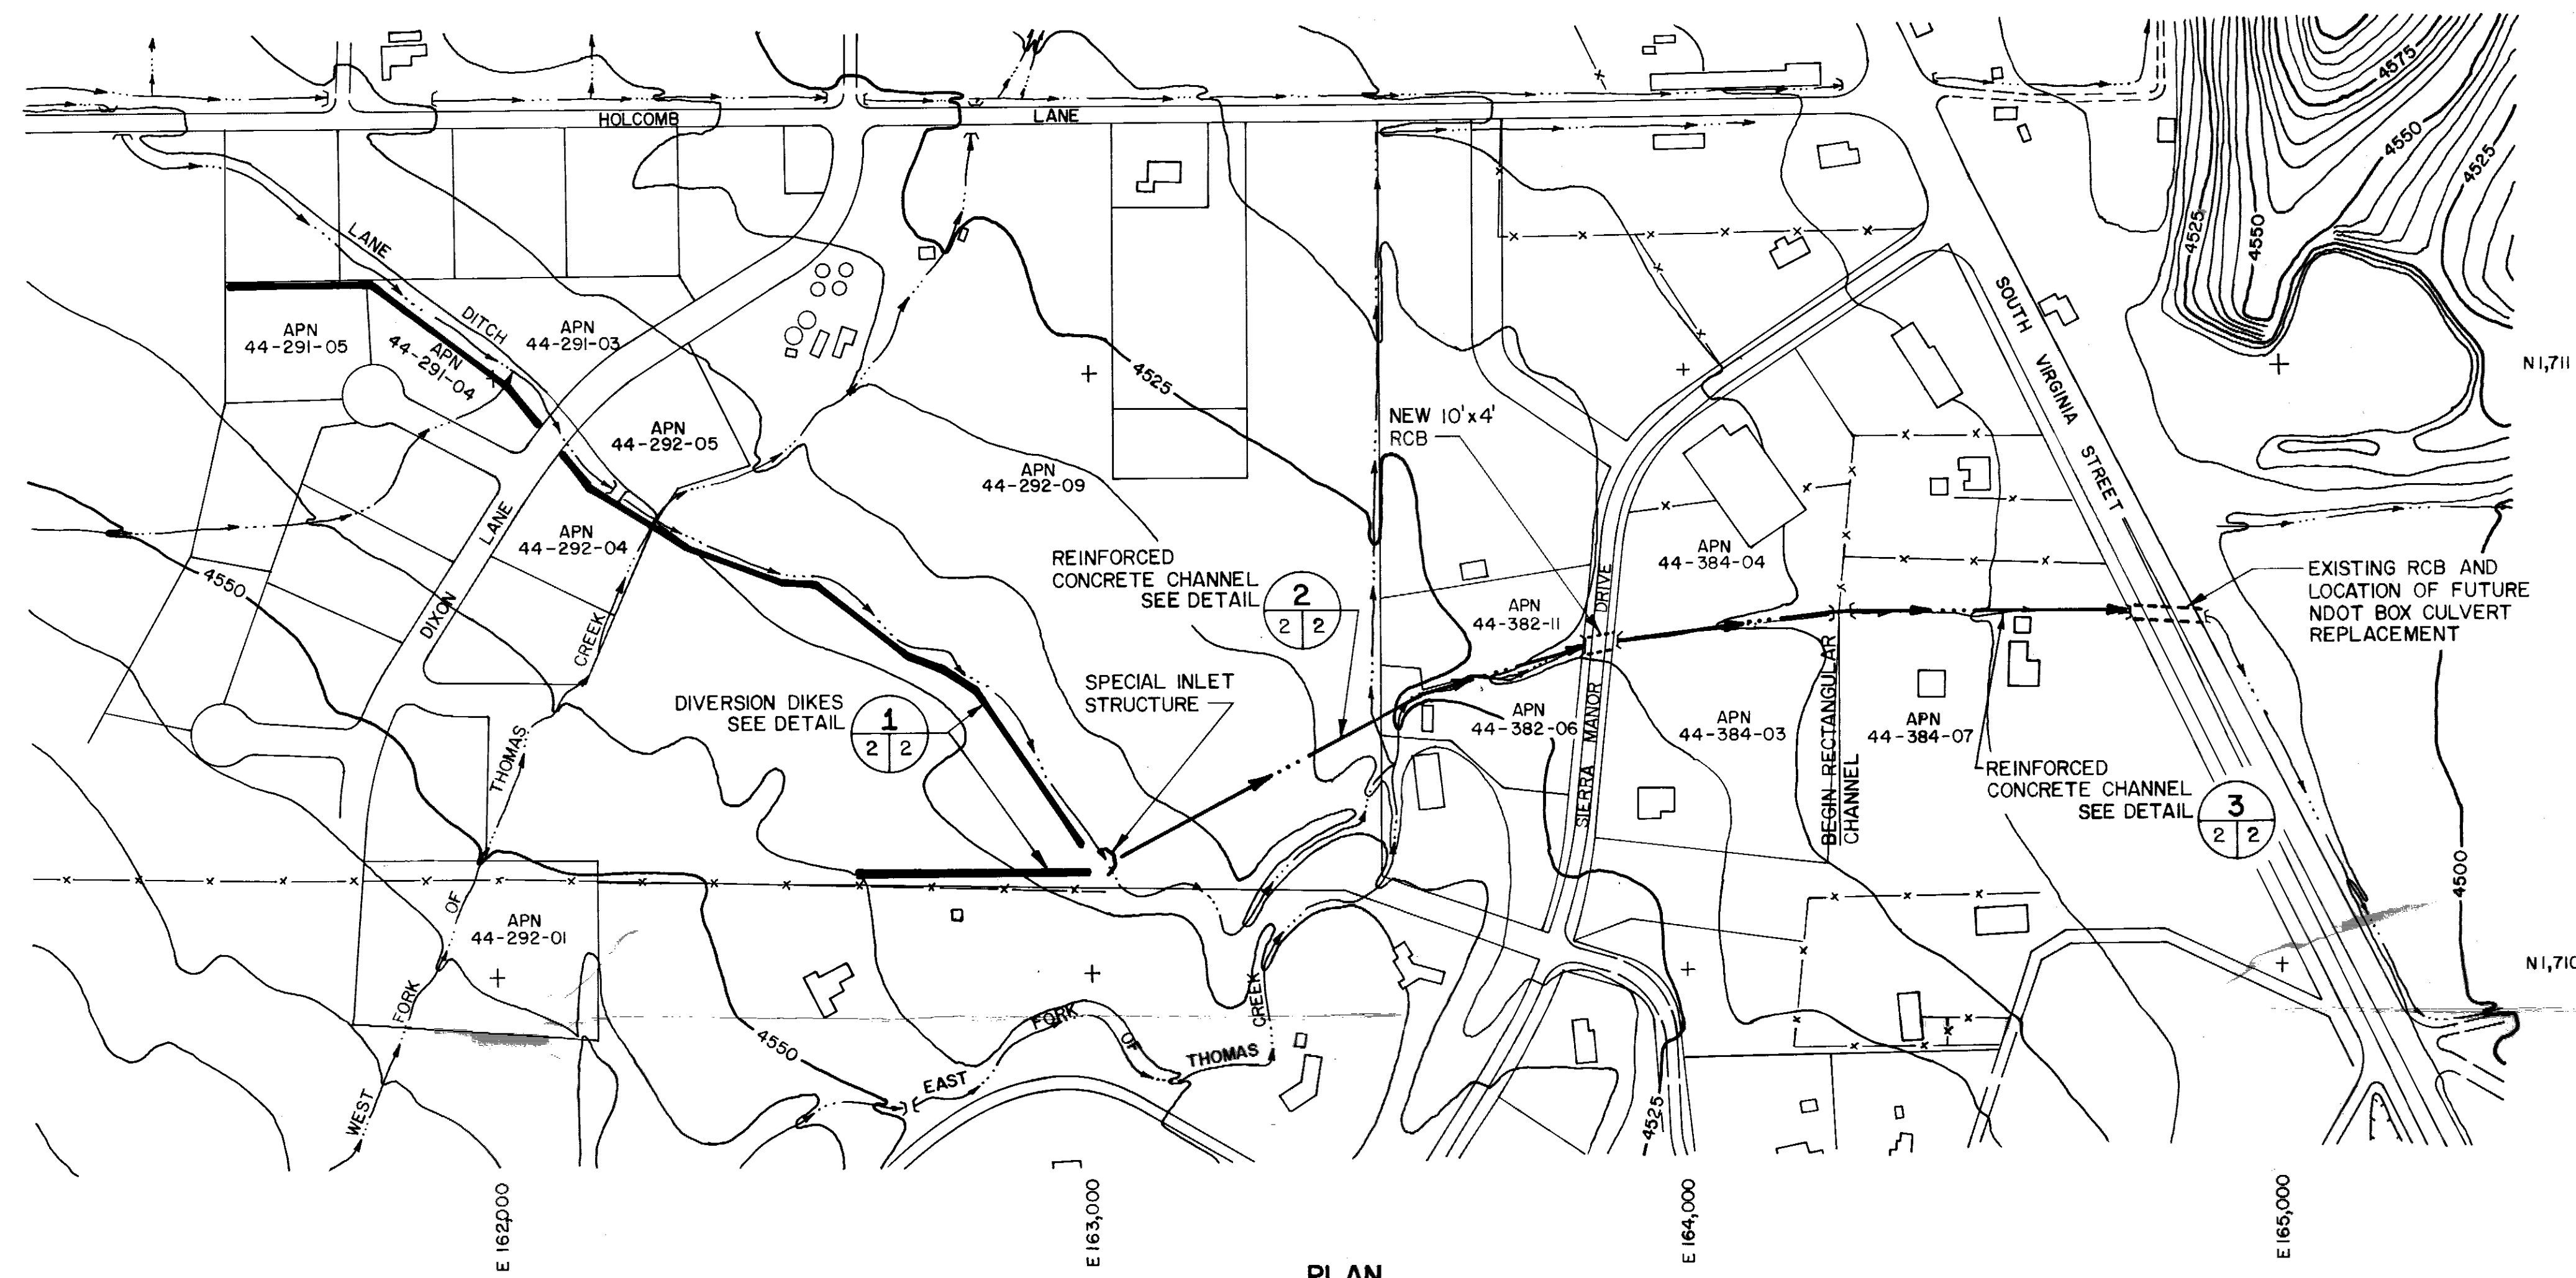 4575
4550
4525
4525
4550
HOLCOMB LANE
LANE DITCH
SOUTH VIRGINIA STREET
APN
44-291-05
APN
44-291-04
APN
44-291-03
4525
N 1,711
NEW 10'x4'
RCB
APN
44-292-05
APN
44-292-09
APN
44-292-04
DIXON LANE
4550
REINFORCED
CONCRETE CHANNEL
SEE DETAIL
2
2 2
APN
44-384-04
APN
44-382-11
EXISTING RCB AND
LOCATION OF FUTURE
NDOT BOX CULVERT
REPLACEMENT
SIERRA MANOR DRIVE
DIVERSION DIKES
SEE DETAIL
1
2 2
SPECIAL INLET
STRUCTURE
APN
44-382-06
APN
44-384-03
BEGIN RECTANGULAR
CHANNEL
APN
44-384-07
REINFORCED
CONCRETE CHANNEL
SEE DETAIL
3
2 2
4500
WEST FORK OF THOMAS CREEK
APN
44-292-01
N 1,710
4550
EAST FORK OF THOMAS CREEK
4525
E 162,000
E 163,000
E 164,000
E 165,000
PLAN